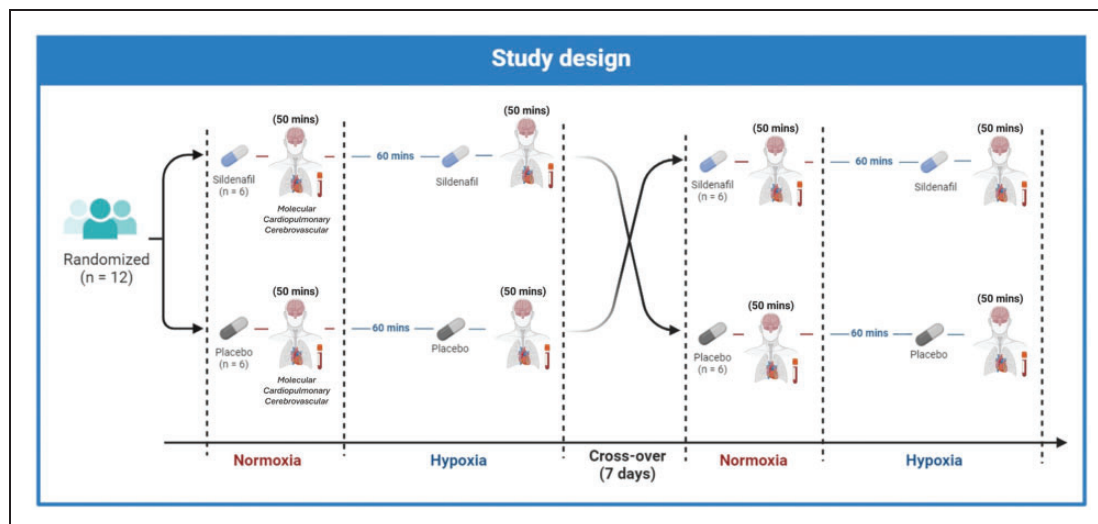 Study design
(50 mins)
(50 mins)
(50 mins)
(50 mins)
60 mins
60 mins
Sildenafil
(n = 6)
Sildenafil
Sildenafil
(n = 6)
Sildenafil
Molecular
Cardiopulmonary
Cerebrovascular
Randomized
(n = 12)
(50 mins)
(50 mins)
(50 mins)
(50 mins)
60 mins
60 mins
Placebo
(n = 6)
Placebo
Placebo
(n = 6)
Placebo
Molecular
Cardiopulmonary
Cerebrovascular
Normoxia
Hypoxia
Cross-over
(7 days)
Normoxia
Hypoxia